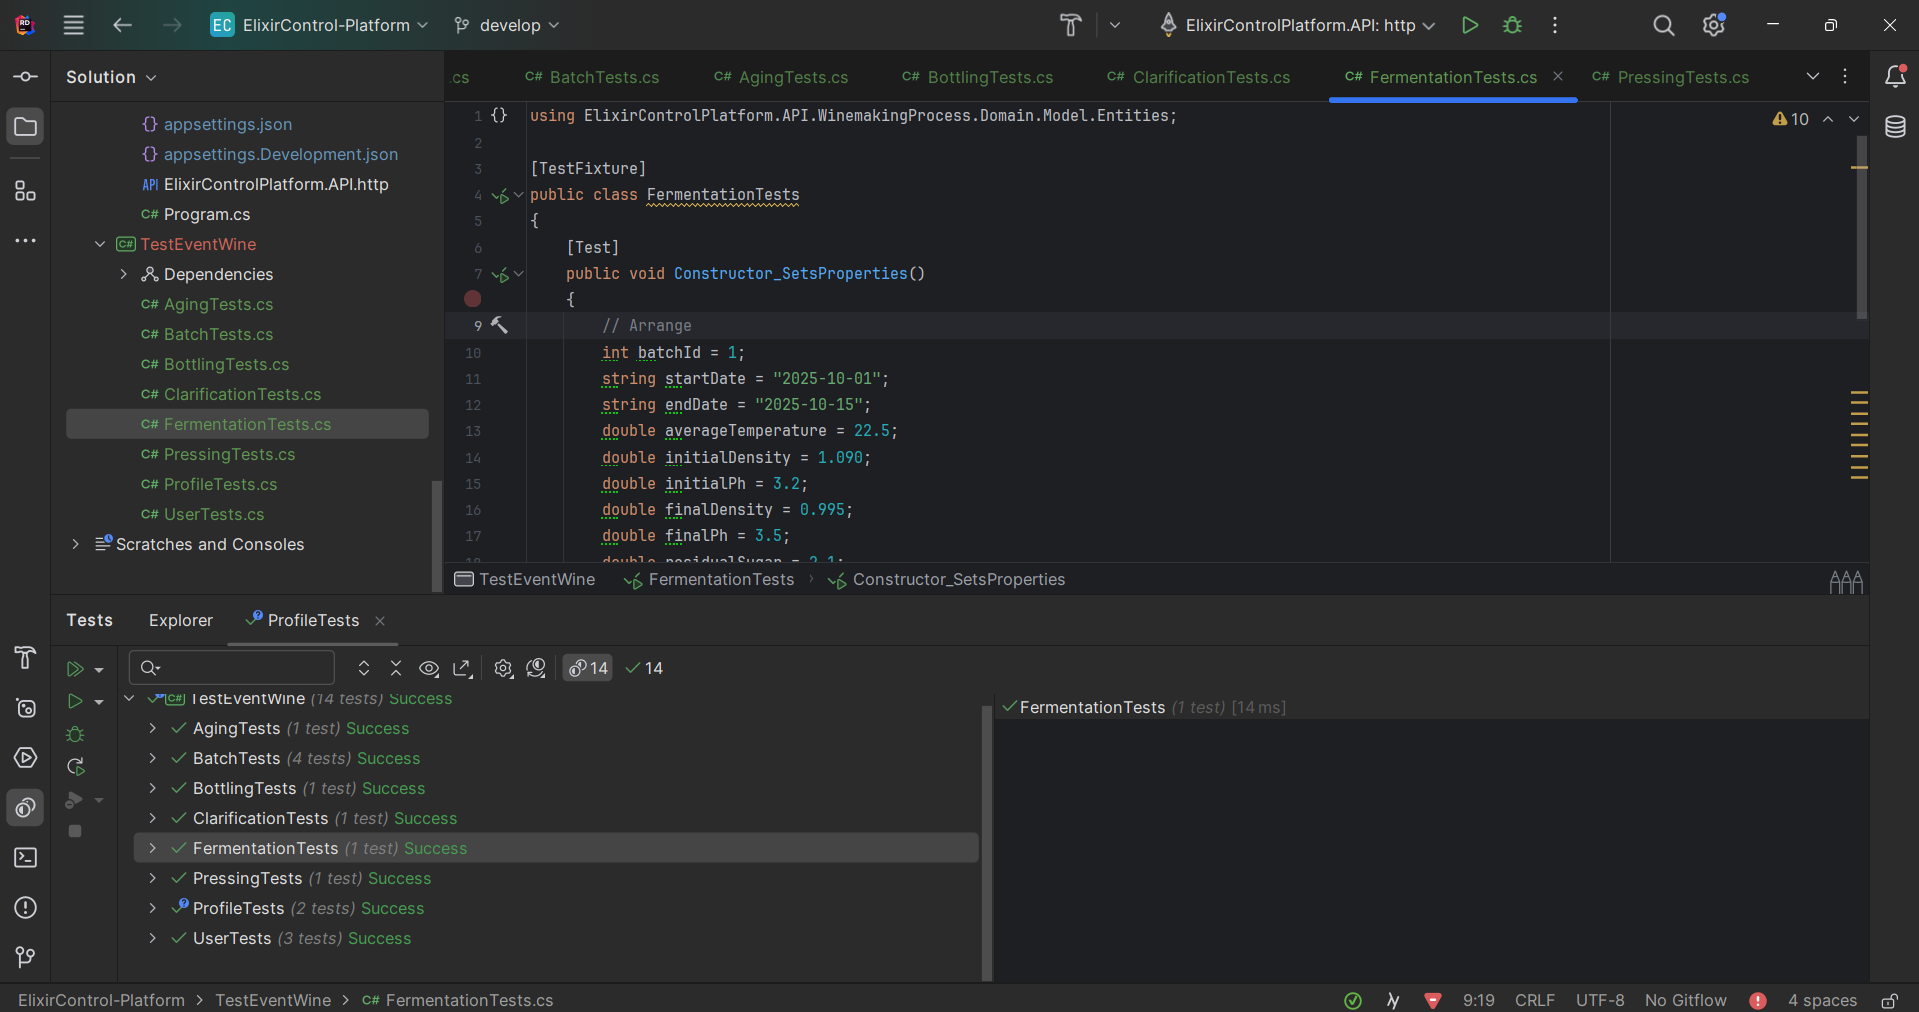 EC ElixirControl-Platform develop ElixirControlPlatform.API: http
Solution
.cs C# BatchTests.cs C# AgingTests.cs C# BottlingTests.cs C# ClarificationTests.cs C# FermentationTests.cs C# PressingTests.cs
{} appsettings.json
{} appsettings.Development.json
API ElixirControlPlatform.API.http
C# Program.cs
C# TestEventWine
Dependencies
C# AgingTests.cs
C# BatchTests.cs
C# BottlingTests.cs
C# ClarificationTests.cs
C# FermentationTests.cs
C# PressingTests.cs
C# ProfileTests.cs
C# UserTests.cs
Scratches and Consoles
1 {} using ElixirControlPlatform.API.WinemakingProcess.Domain.Model.Entities;
10
2
3 [TestFixture]
4 public class FermentationTests
5 {
6 [Test]
7 public void Constructor_SetsProperties()
{
9 // Arrange
10 int batchId = 1;
11 string startDate = "2025-10-01";
12 string endDate = "2025-10-15";
13 double averageTemperature = 22.5;
14 double initialDensity = 1.090;
15 double initialPh = 3.2;
16 double finalDensity = 0.995;
17 double finalPh = 3.5;
18 double residualSugar = 2.1;
TestEventWine FermentationTests › Constructor_SetsProperties
Tests Explorer ProfileTests
14 14
C# TestEventWine (14 tests) Success
AgingTests (1 test) Success
BatchTests (4 tests) Success
BottlingTests (1 test) Success
ClarificationTests (1 test) Success
FermentationTests (1 test) Success
PressingTests (1 test) Success
ProfileTests (2 tests) Success
UserTests (3 tests) Success
FermentationTests (1 test) [14 ms]
ElixirControl-Platform > TestEventWine > C# FermentationTests.cs 9:19 CRLF UTF-8 No Gitflow 4 spaces